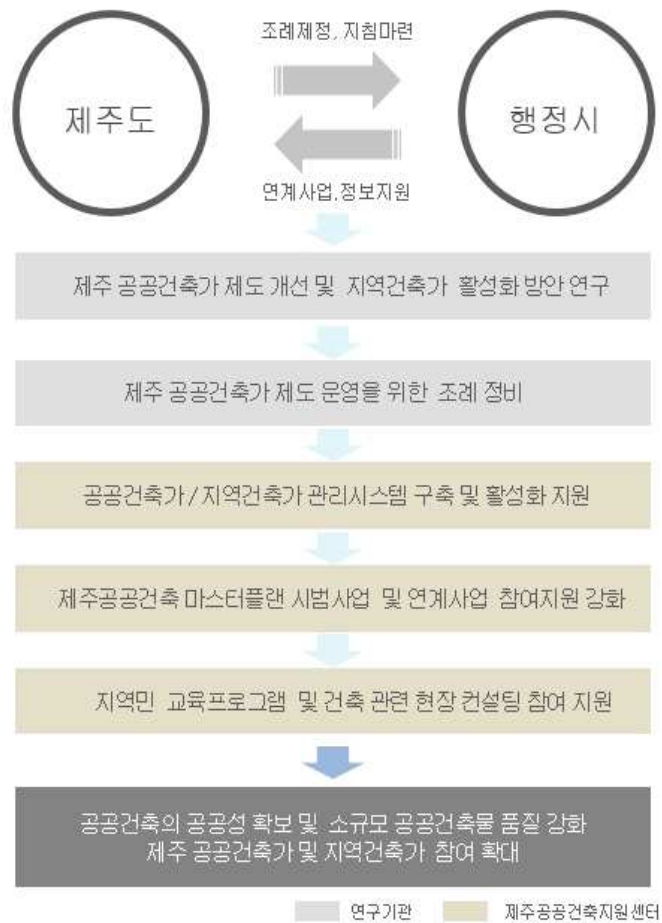 조례제정, 지침마련
제주도
행정시
연계사업,정보지원
제주 공공건축가 제도 개선 및 지역건축가 활성화 방안 연구
제주 공공건축가 제도 운영을 위한 조례 정비
공공건축가 / 지역건축가 관리시스템 구축 및 활성화 지원
제주공공건축 마스터플랜 시범사업 및 연계사업 참여지원 강화
지역민 교육프로그램 및 건축 관련 현장 컨설팅 참여 지원
공공건축의 공공성 확보 및 소규모 공공건축물 품질 강화
제주 공공건축가 및 지역건축가 참여 확대
연구기관
제주공공건축지원센터